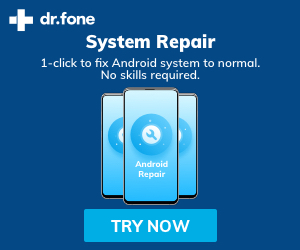 dr.fone
System Repair
1-click to fix Android system to normal.
No skills required.
Android
Repair
TRY NOW